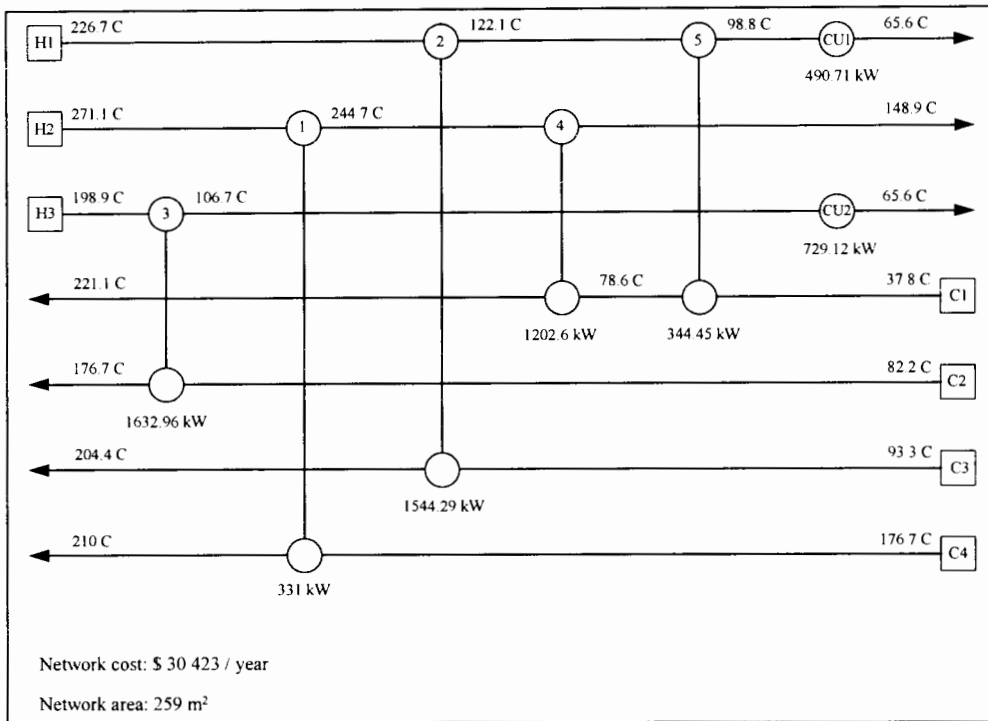 226.7 C 122.1 C 98.8 C 65.6 C
H1 2 5 CU1
490.71 kW
271.1 C 244 7 C 148.9 C
H2 1 4
198.9 C 106.7 C 65.6 C
H3 3 CU2
729.12 kW
221.1 C 78.6 C 37 8 C
C1
1202.6 kW 344.45 kW
176.7 C 82.2 C
C2
1632.96 kW
204.4 C 93 3 C
C3
1544.29 kW
210 C 176 7 C
C4
331 kW
Network cost: $ 30 423 / year
Network area: 259 m²